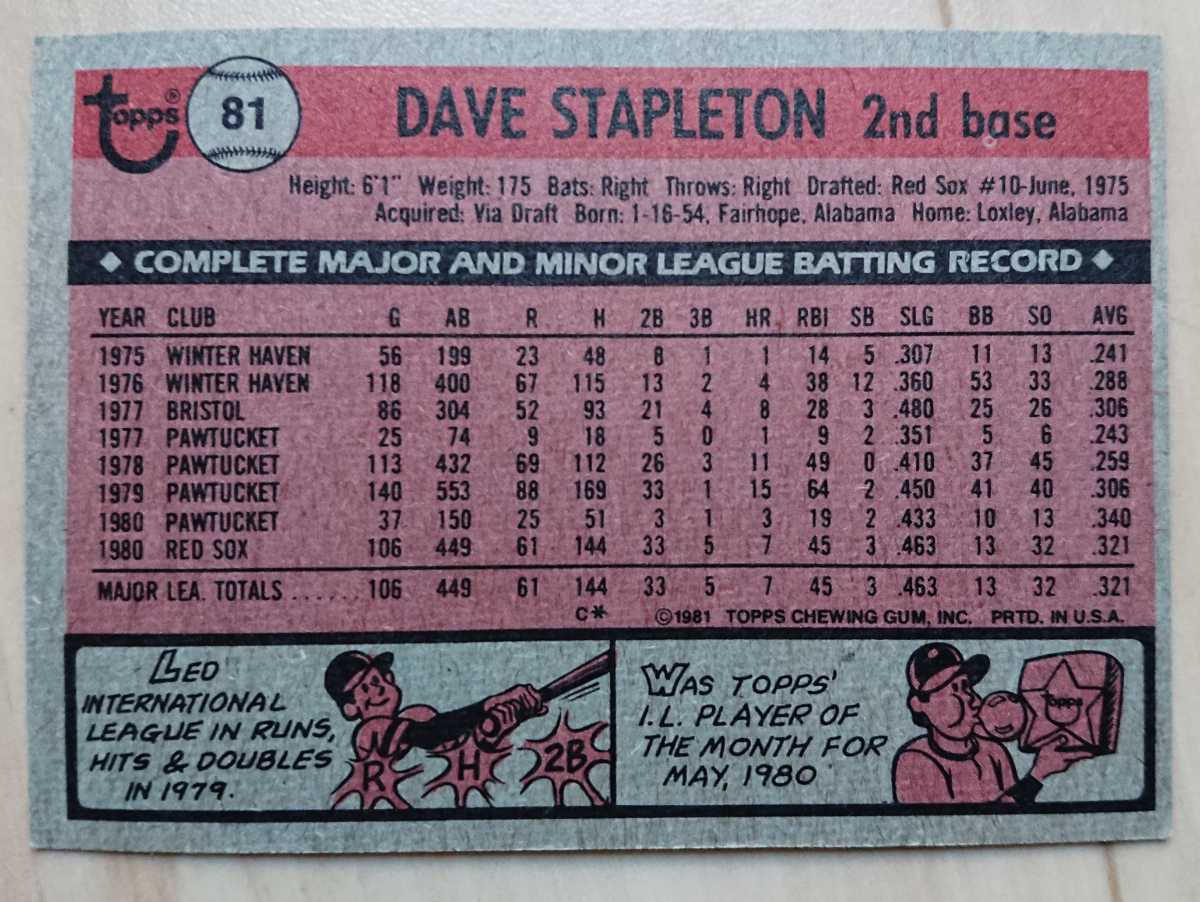 topps® 81 DAVE STAPLETON 2nd base
Height: 6'1" Weight: 175 Bats: Right Throws: Right Drafted: Red Sox #10-June, 1975
Acquired: Via Draft Born: 1-16-54, Fairhope, Alabama Home: Loxley, Alabama
◆ COMPLETE MAJOR AND MINOR LEAGUE BATTING RECORD ◆
YEAR CLUB G AB R H 2B 3B HR RBI SB SLG BB SO AVG
1975 WINTER HAVEN 56 199 23 48 8 1 1 14 5 .307 11 13 .241
1976 WINTER HAVEN 118 400 67 115 13 2 4 38 12 .360 53 33 .288
1977 BRISTOL 86 304 52 93 21 4 8 28 3 .480 25 26 .306
1977 PAWTUCKET 25 74 9 18 5 0 1 9 2 .351 5 6 .243
1978 PAWTUCKET 113 432 69 112 26 3 11 49 0 .410 37 45 .259
1979 PAWTUCKET 140 553 88 169 33 1 15 64 2 .450 41 40 .306
1980 PAWTUCKET 37 150 25 51 3 1 3 19 2 .433 10 13 .340
1980 RED SOX 106 449 61 144 33 5 7 45 3 .463 13 32 .321
MAJOR LEA. TOTALS ...... 106 449 61 144 33 5 7 45 3 .463 13 32 .321
C* ©1981 TOPPS CHEWING GUM, INC. PRTD. IN U.S.A.
LED
INTERNATIONAL
LEAGUE IN RUNS,
HITS & DOUBLES
IN 1979.
R H 2B
WAS TOPPS'
I.L. PLAYER OF
THE MONTH FOR
MAY, 1980
topps